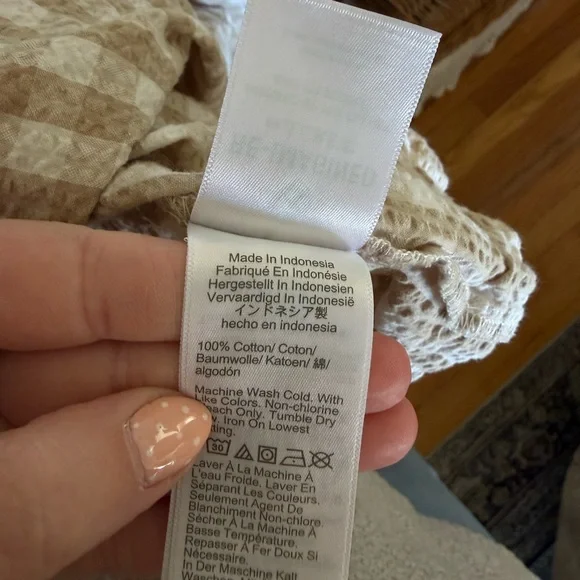 RE-IMAGINED
Made In Indonesia
Fabriqué En Indonésie
Hergestellt In Indonesien
Vervaardigd In Indonesië
インドネシア製
hecho en indonesia
100% Cotton/ Coton/
Baumwolle/ Katoen/ 綿/
algodón
Machine Wash Cold. With
Like Colors. Non-chlorine
Only. Tumble Dry
Iron On Lowest
30
Laver À La Machine À
L'eau Froide. Laver En
Séparant Les Couleurs.
Seulement Agent De
Blanchiment Non-chlore.
Sécher À La Machine À
Basse Température.
Repasser À Fer Doux Si
Nécessaire.
In Der Maschine Kalt